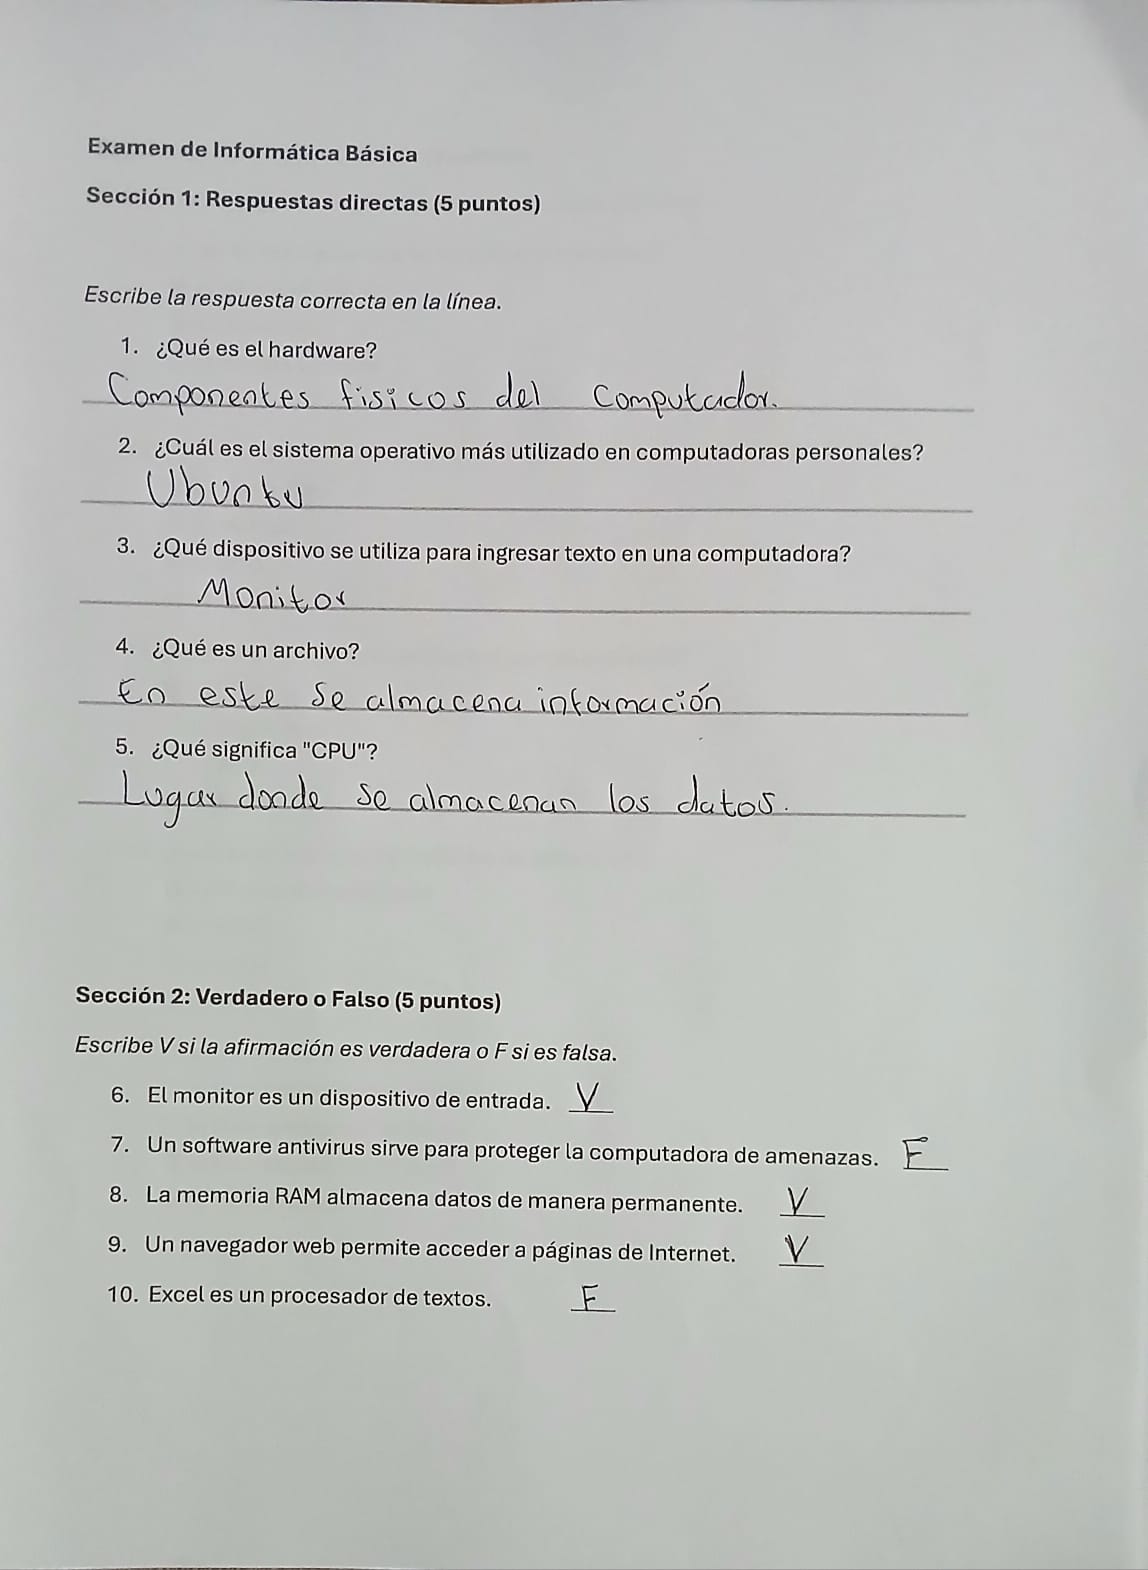 Examen de Informática Básica
Sección 1: Respuestas directas (5 puntos)
Escribe la respuesta correcta en la línea.
1. ¿Qué es el hardware?
Componentes fisicos del Computador.
2. ¿Cuál es el sistema operativo más utilizado en computadoras personales?
Ubuntu
3. ¿Qué dispositivo se utiliza para ingresar texto en una computadora?
Monitor
4. ¿Qué es un archivo?
En este se almacena información
5. ¿Qué significa "CPU"?
Lugar donde se almacenan los datos.
Sección 2: Verdadero o Falso (5 puntos)
Escribe V si la afirmación es verdadera o F si es falsa.
6. El monitor es un dispositivo de entrada. V
7. Un software antivirus sirve para proteger la computadora de amenazas. F
8. La memoria RAM almacena datos de manera permanente. V
9. Un navegador web permite acceder a páginas de Internet. V
10. Excel es un procesador de textos. F